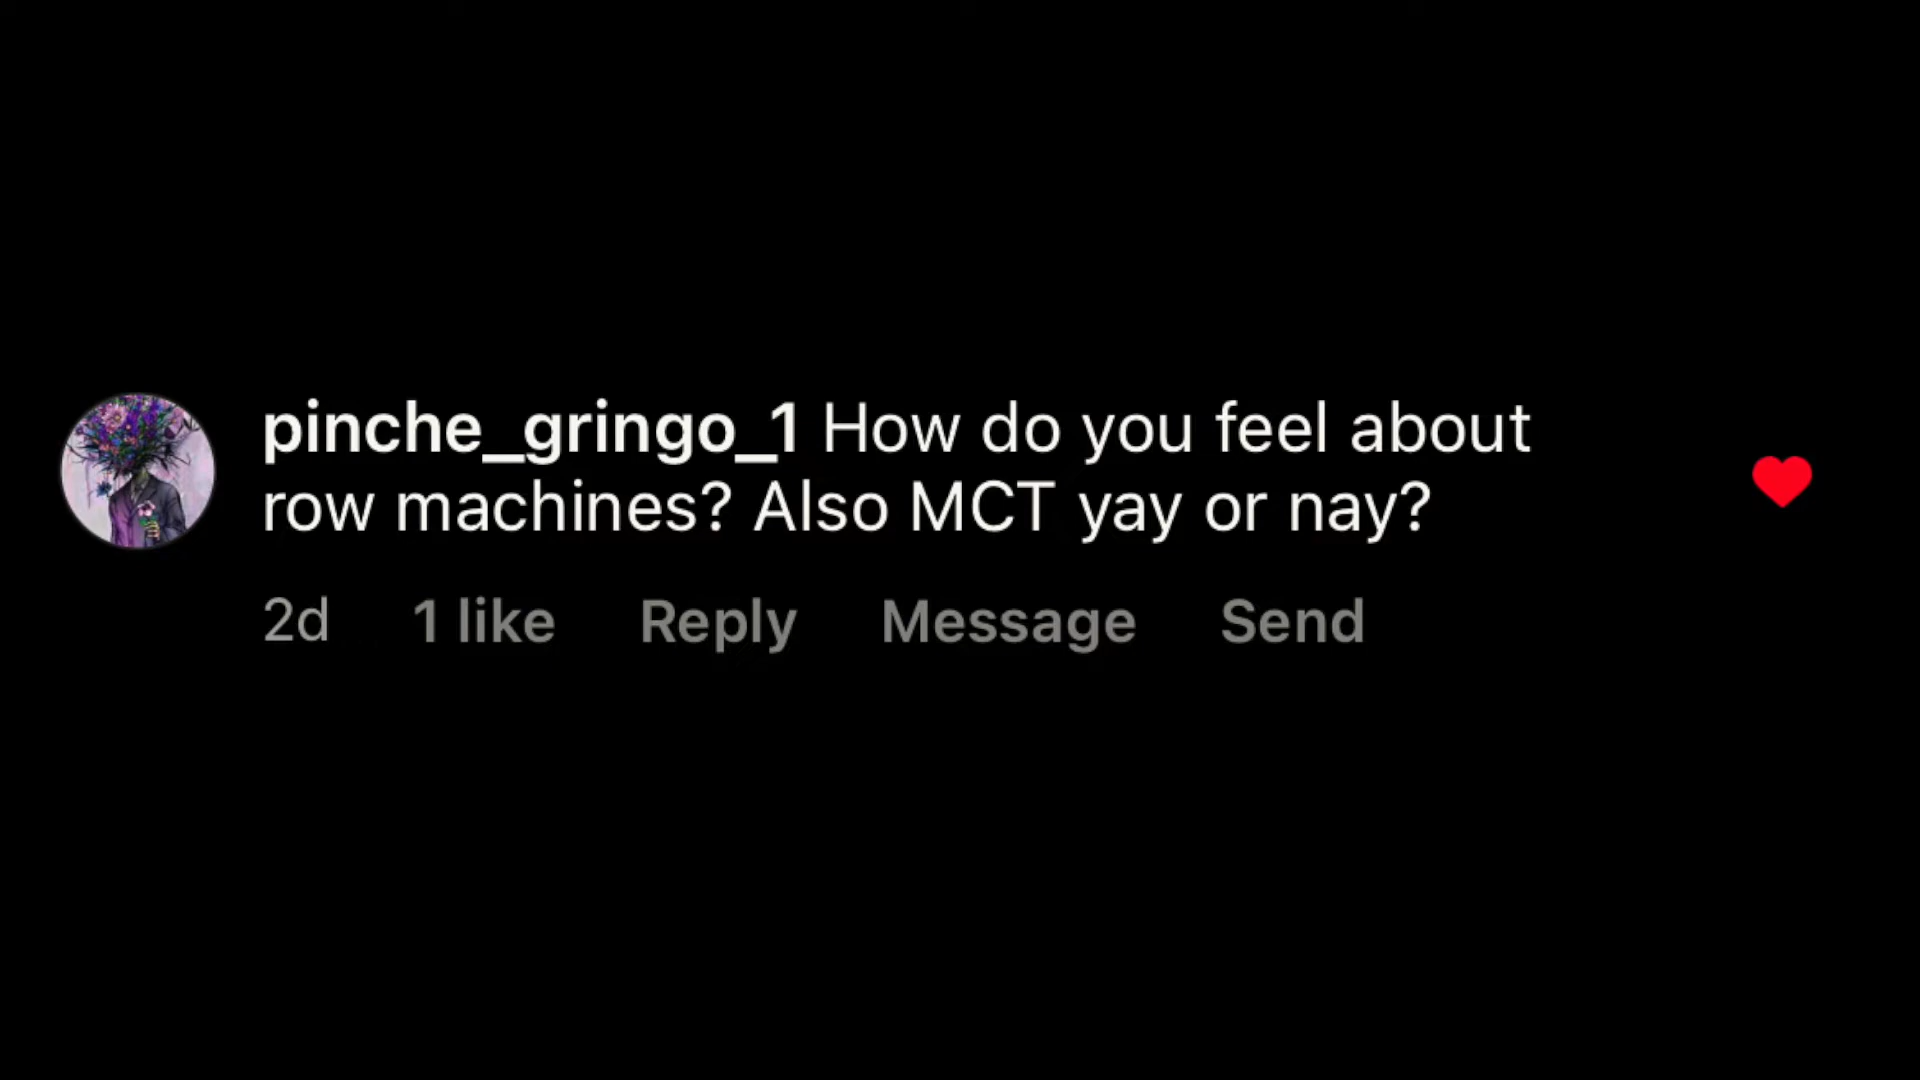 pinche_gringo_1 How do you feel about
row machines? Also MCT yay or nay?
2d 1 like Reply Message Send